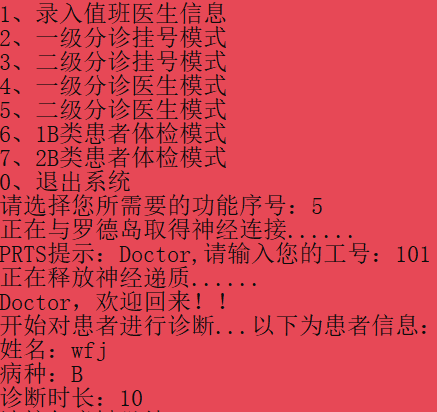 1、录入值班医生信息
2、一级分诊挂号模式
3、二级分诊挂号模式
4、一级分诊医生模式
5、二级分诊医生模式
6、1B类患者体检模式
7、2B类患者体检模式
0、退出系统
请选择您所需要的功能序号: 5
正在与罗德岛取得神经连接......
PRTS提示: Doctor,请输入您的工号: 101
正在释放神经递质......
Doctor, 欢迎回来！！
开始对患者进行诊断...以下为患者信息:
姓名: wfj
病种: B
诊断时长: 10